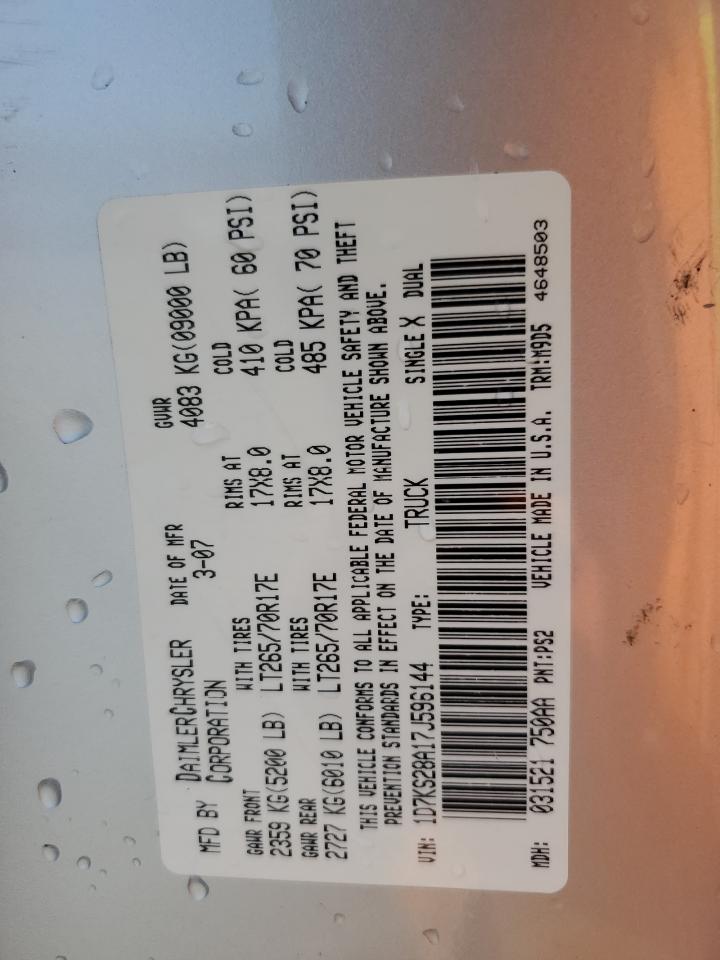 MFD BY DAIMLERCHRYSLER CORPORATION DATE OF MFR 3-07 GVWR 4083 KG(09000 LB)
GAWR FRONT WITH TIRES RIMS AT COLD
2359 KG(5200 LB) LT265/70R17E 17X8.0 410 KPA( 60 PSI)
GAWR REAR WITH TIRES RIMS AT COLD
2727 KG(6010 LB) LT265/70R17E 17X8.0 485 KPA( 70 PSI)
THIS VEHICLE CONFORMS TO ALL APPLICABLE FEDERAL MOTOR VEHICLE SAFETY AND THEFT
PREVENTION STANDARDS IN EFFECT ON THE DATE OF MANUFACTURE SHOWN ABOVE.
VIN: 1D7KS28A17J596144 TYPE: TRUCK SINGLE X DUAL
MDH: 031521 750AA PNT:PS2 VEHICLE MADE IN U.S.A. TRM:M9D5 4648503